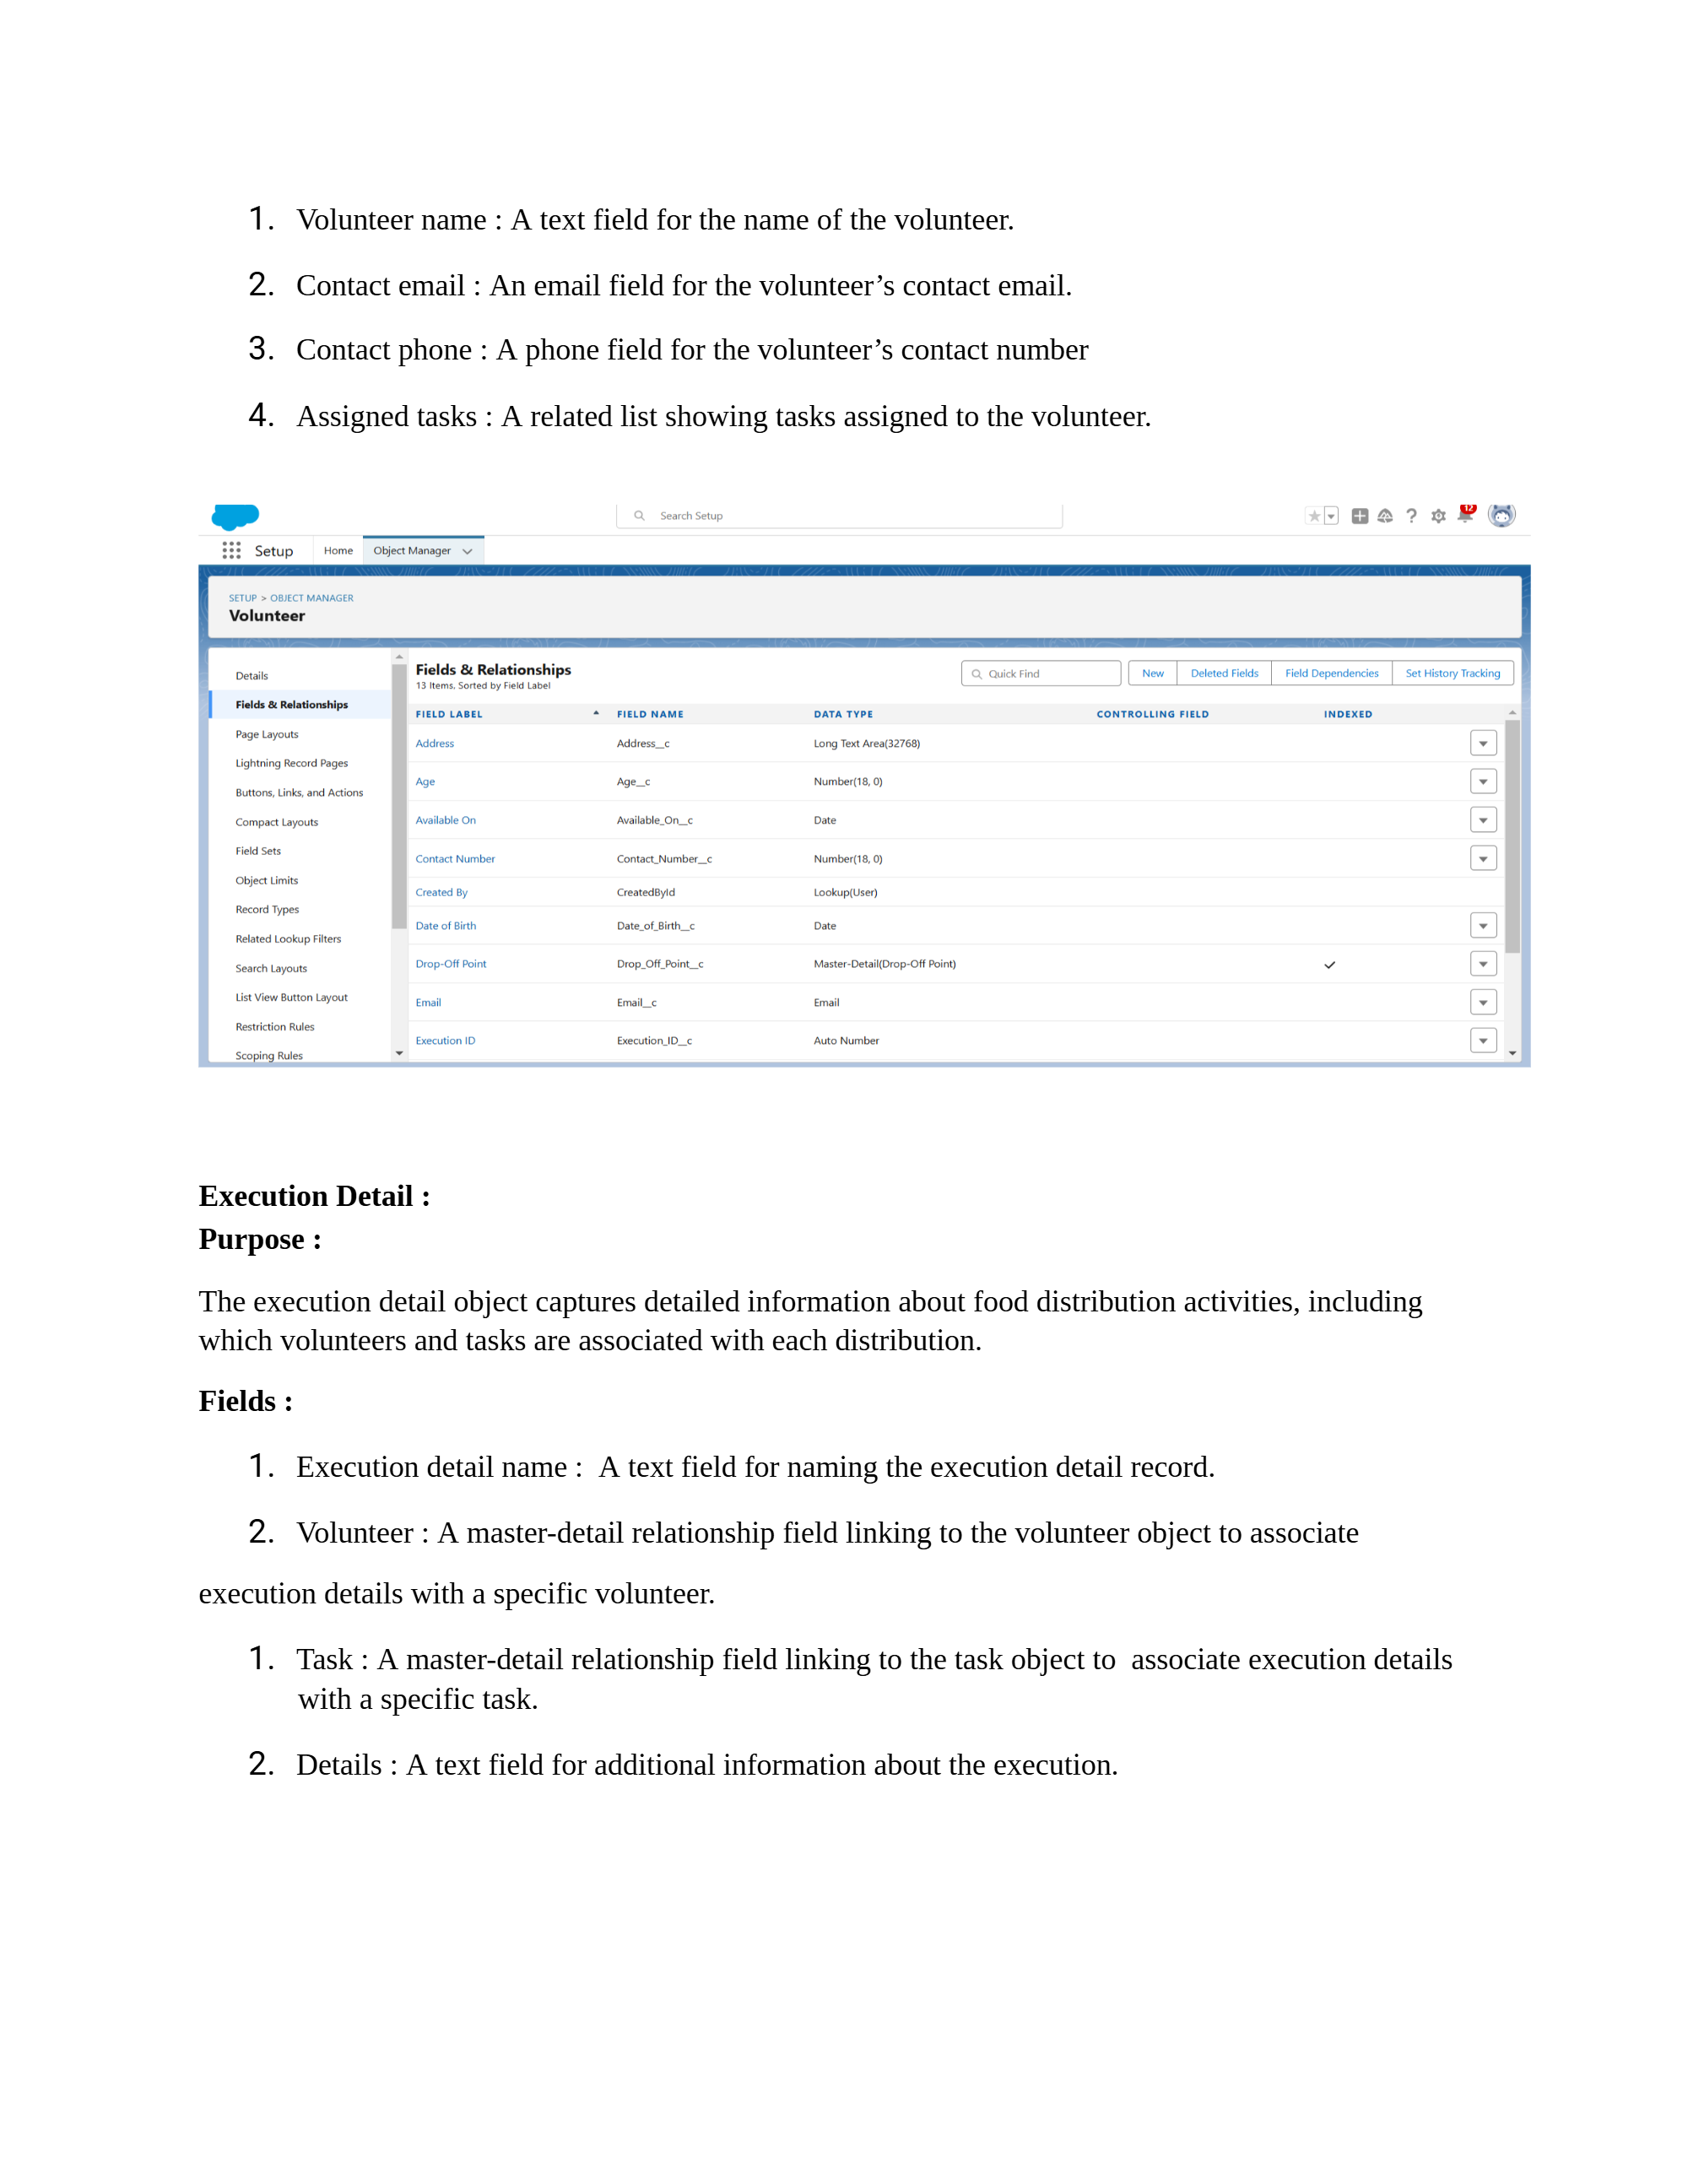 1. Volunteer name : A text field for the name of the volunteer.
2. Contact email : An email field for the volunteer’s contact email.
3. Contact phone : A phone field for the volunteer’s contact number
4. Assigned tasks : A related list showing tasks assigned to the volunteer.
Search Setup
12
Setup Home Object Manager
SETUP > OBJECT MANAGER
Volunteer
Details
Fields & Relationships
Page Layouts
Lightning Record Pages
Buttons, Links, and Actions
Compact Layouts
Field Sets
Object Limits
Record Types
Related Lookup Filters
Search Layouts
List View Button Layout
Restriction Rules
Scoping Rules
Fields & Relationships
13 Items, Sorted by Field Label
Quick Find New Deleted Fields Field Dependencies Set History Tracking
FIELD LABEL FIELD NAME DATA TYPE CONTROLLING FIELD INDEXED
Address Address__c Long Text Area(32768)
Age Age__c Number(18, 0)
Available On Available_On__c Date
Contact Number Contact_Number__c Number(18, 0)
Created By CreatedById Lookup(User)
Date of Birth Date_of_Birth__c Date
Drop-Off Point Drop_Off_Point__c Master-Detail(Drop-Off Point)
Email Email__c Email
Execution ID Execution_ID__c Auto Number
Execution Detail :
Purpose :
The execution detail object captures detailed information about food distribution activities, including
which volunteers and tasks are associated with each distribution.
Fields :
1. Execution detail name : A text field for naming the execution detail record.
2. Volunteer : A master-detail relationship field linking to the volunteer object to associate
execution details with a specific volunteer.
1. Task : A master-detail relationship field linking to the task object to associate execution details
with a specific task.
2. Details : A text field for additional information about the execution.